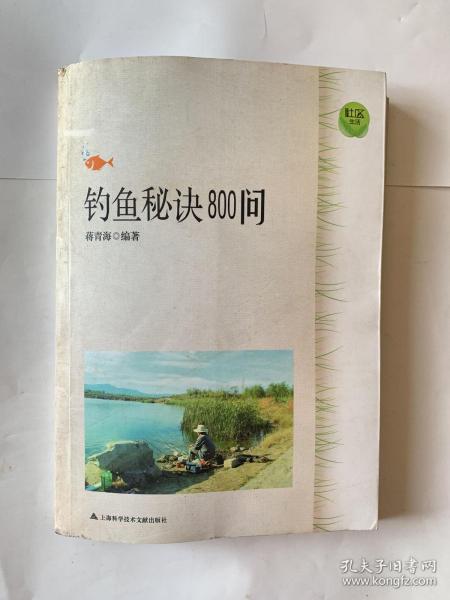 社区
生活
钓鱼秘诀800问
蒋青海◎编著
上海科学技术文献出版社
孔夫子旧书网
www.kongfz.com